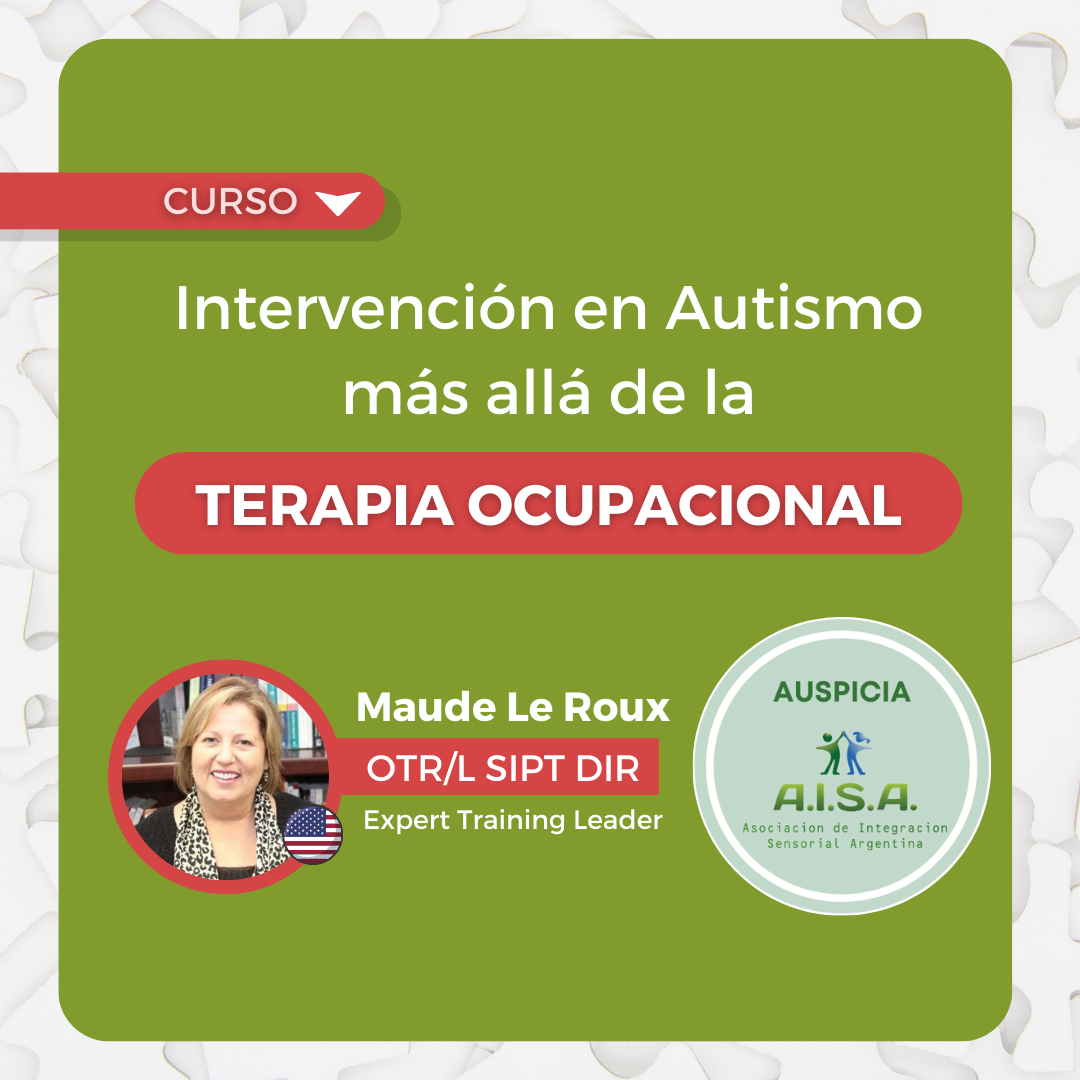 CURSO
Intervención en Autismo
más allá de la
TERAPIA OCUPACIONAL
Maude Le Roux
OTR/L SIPT DIR
Expert Training Leader
AUSPICIA
A.I.S.A.
Asociacion de Integracion
Sensorial Argentina